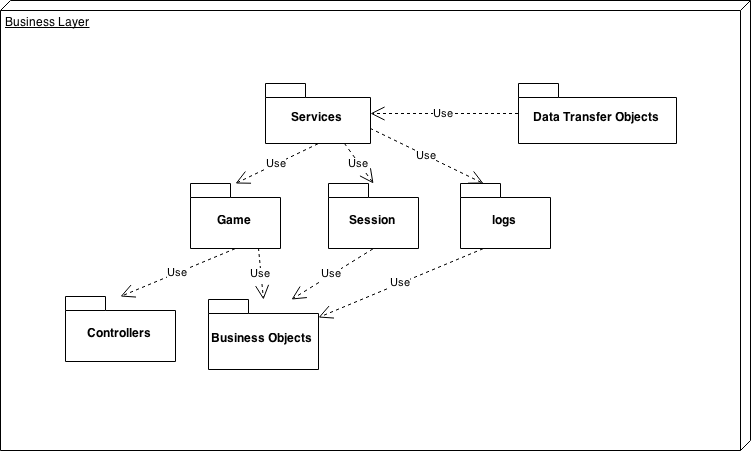 Business Layer
Services
Use
Data Transfer Objects
Use
Use
Use
Game
Session
logs
Use
Use
Use
Use
Controllers
Business Objects